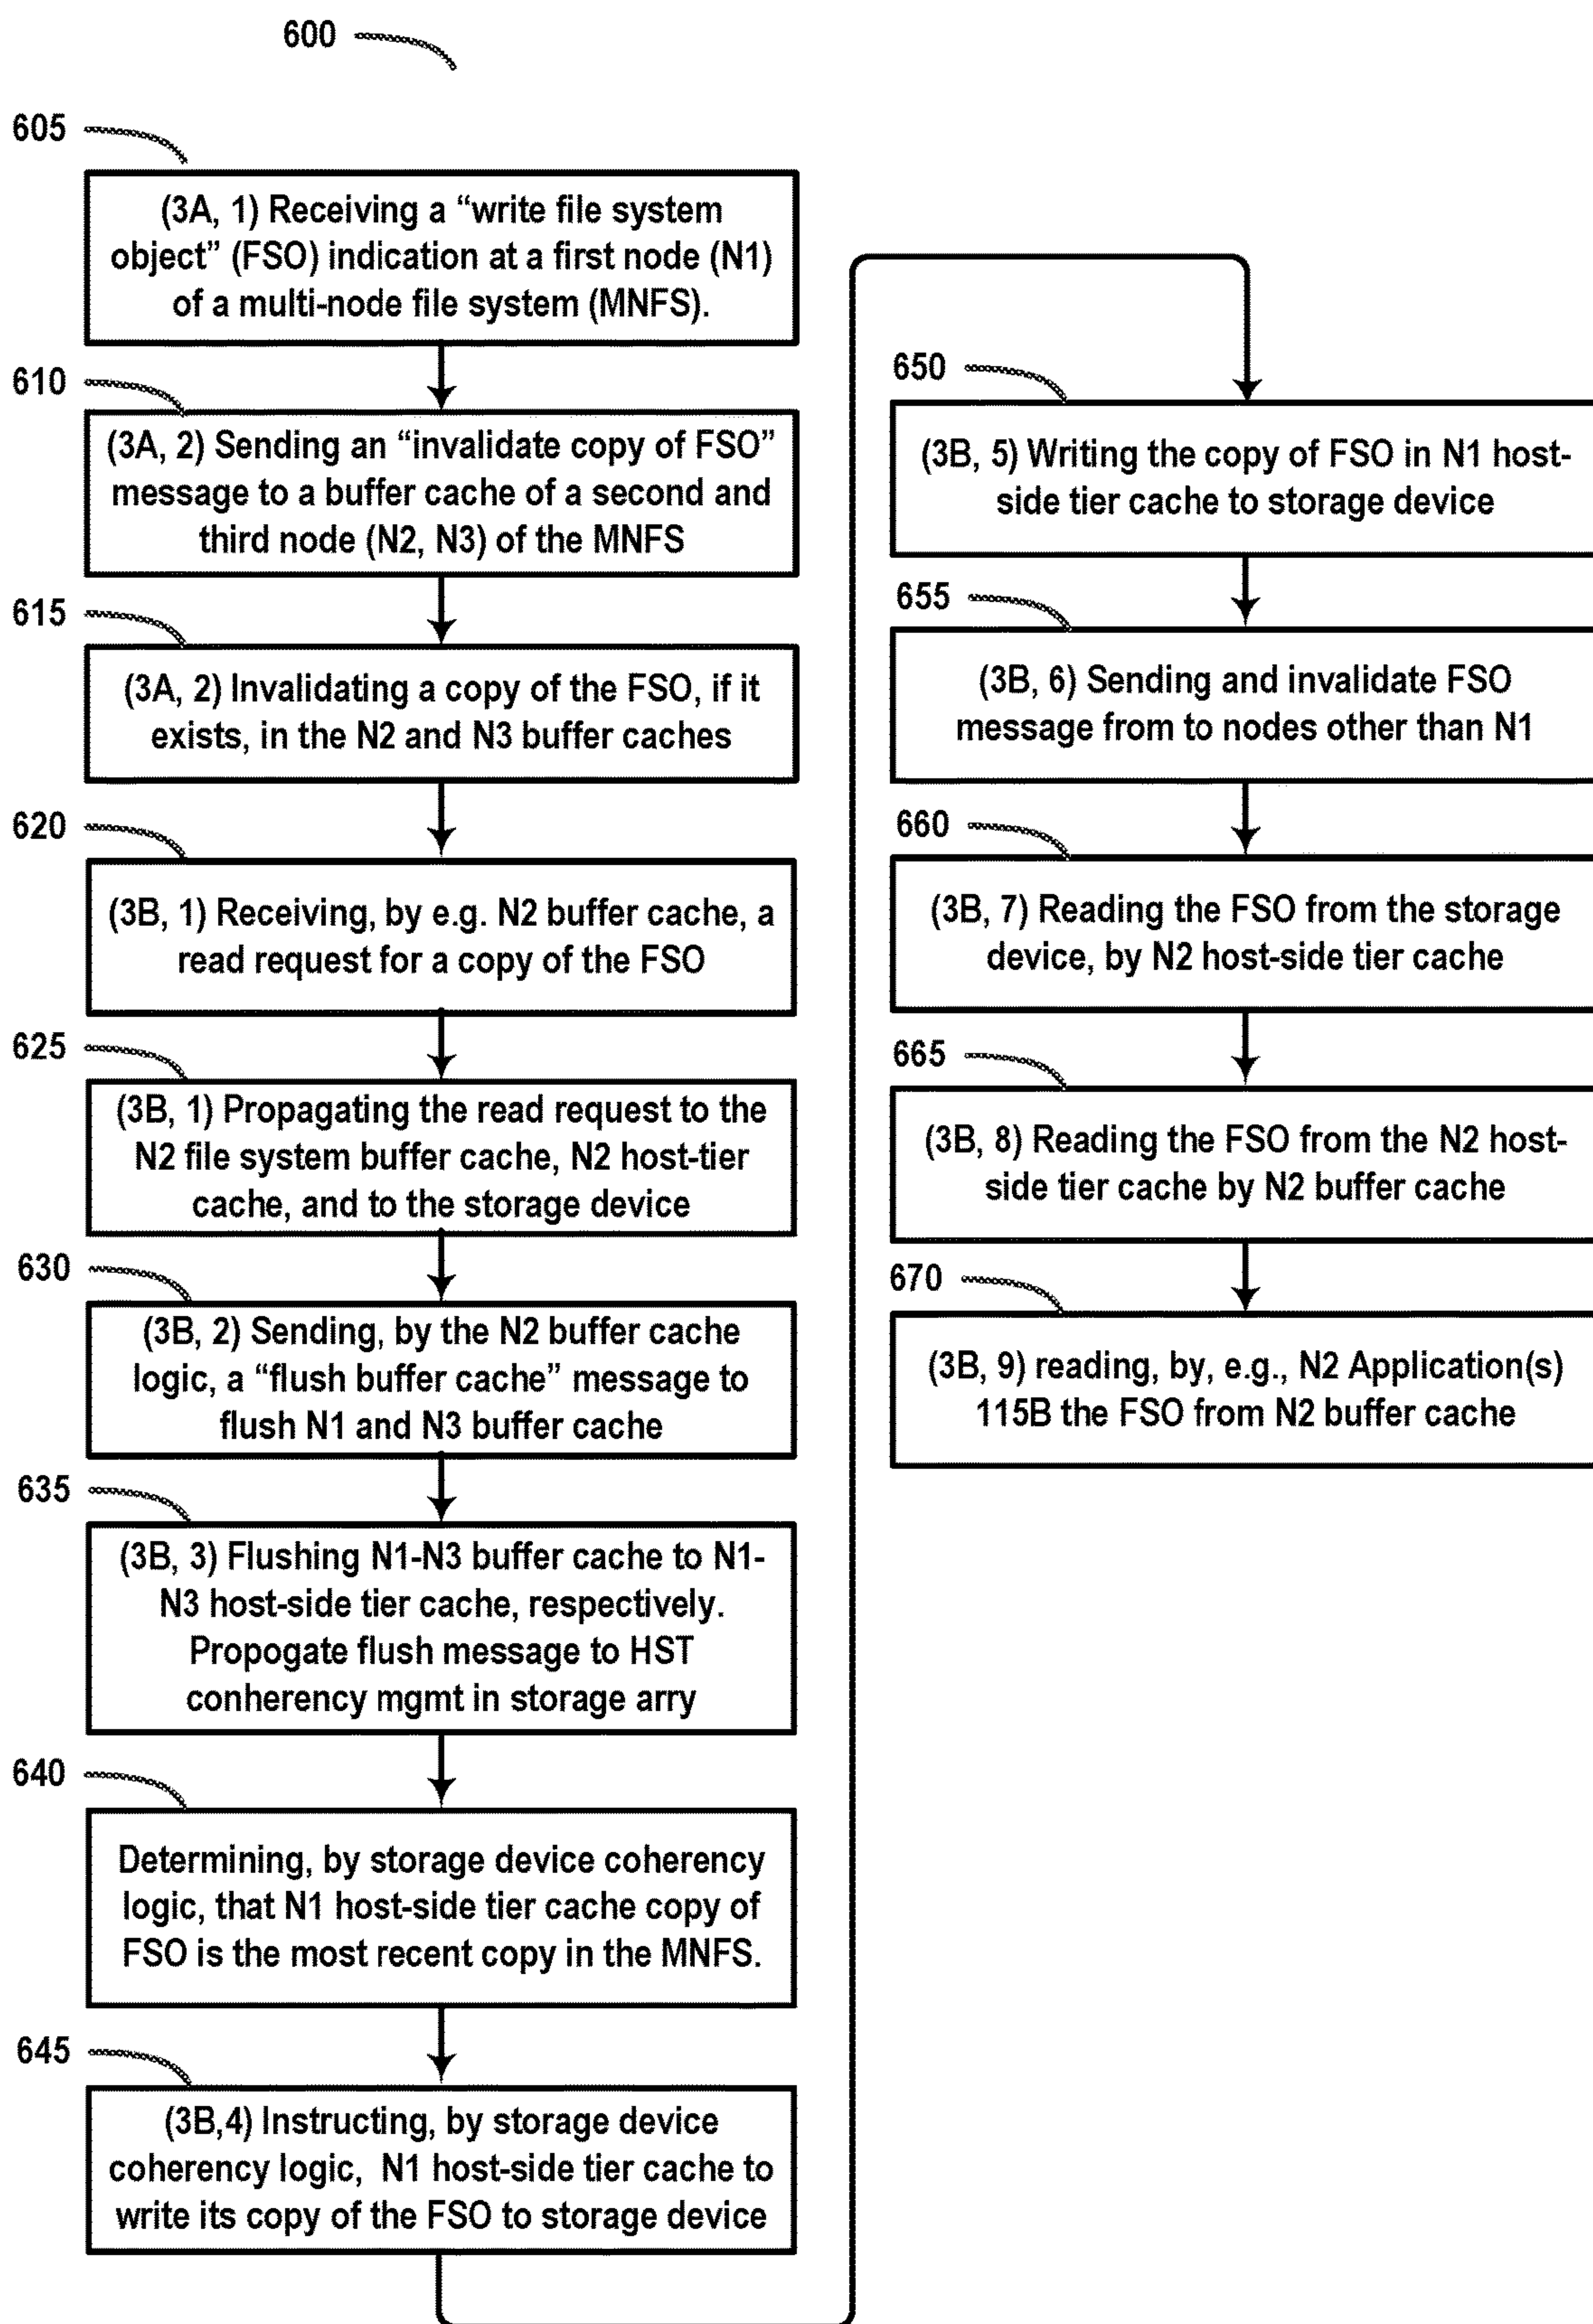 600
605
(3A, 1) Receiving a “write file system
object” (FSO) indication at a first node (N1)
of a multi-node file system (MNFS).
610
(3A, 2) Sending an “invalidate copy of FSO”
message to a buffer cache of a second and
third node (N2, N3) of the MNFS
615
(3A, 2) Invalidating a copy of the FSO, if it
exists, in the N2 and N3 buffer caches
620
(3B, 1) Receiving, by e.g. N2 buffer cache, a
read request for a copy of the FSO
625
(3B, 1) Propagating the read request to the
N2 file system buffer cache, N2 host-tier
cache, and to the storage device
630
(3B, 2) Sending, by the N2 buffer cache
logic, a “flush buffer cache” message to
flush N1 and N3 buffer cache
635
(3B, 3) Flushing N1-N3 buffer cache to N1-
N3 host-side tier cache, respectively.
Propogate flush message to HST
conherency mgmt in storage arry
640
Determining, by storage device coherency
logic, that N1 host-side tier cache copy of
FSO is the most recent copy in the MNFS.
645
(3B,4) Instructing, by storage device
coherency logic, N1 host-side tier cache to
write its copy of the FSO to storage device
650
(3B, 5) Writing the copy of FSO in N1 host-
side tier cache to storage device
655
(3B, 6) Sending and invalidate FSO
message from to nodes other than N1
660
(3B, 7) Reading the FSO from the storage
device, by N2 host-side tier cache
665
(3B, 8) Reading the FSO from the N2 host-
side tier cache by N2 buffer cache
670
(3B, 9) reading, by, e.g., N2 Application(s)
115B the FSO from N2 buffer cache